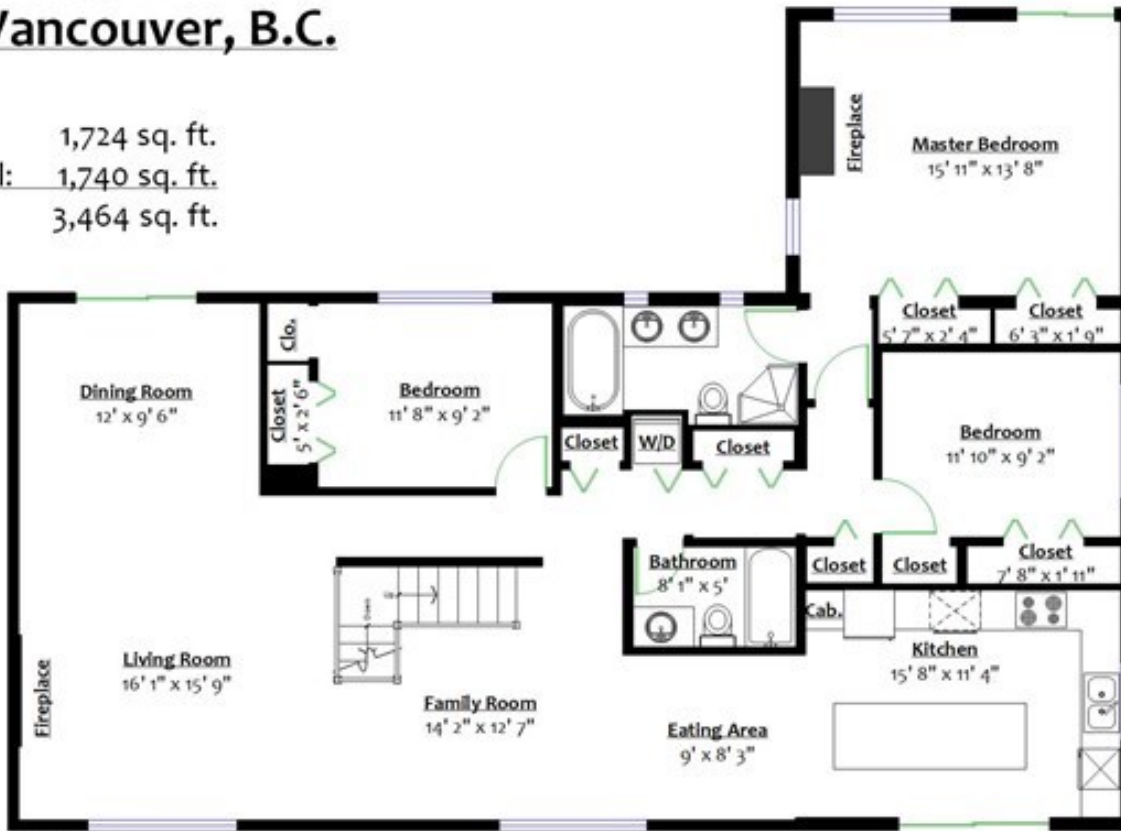 Vancouver, B.C.
1,724 sq. ft.
l: 1,740 sq. ft.
3,464 sq. ft.
Fireplace
Master Bedroom
15' 11" x 13' 8"
Closet
5' 7" x 2' 4"
Closet
6' 3" x 1' 9"
Clo.
Dining Room
12' x 9' 6"
Closet
5' x 2' 6"
Bedroom
11' 8" x 9' 2"
Closet
W/D
Closet
Bedroom
11' 10" x 9' 2"
Bathroom
8' 1" x 5'
Closet
Closet
Closet
7' 8" x 1' 11"
Cab.
Kitchen
15' 8" x 11' 4"
Living Room
16' 1" x 15' 9"
Fireplace
Family Room
14' 2" x 12' 7"
Eating Area
9' x 8' 3"